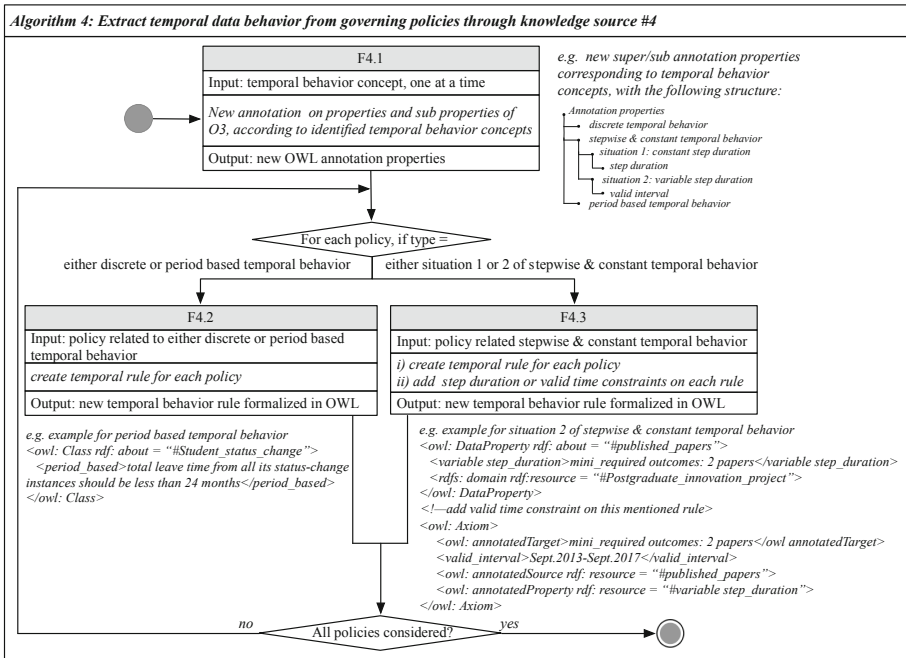 Algorithm 4: Extract temporal data behavior from governing policies through knowledge source #4
F4.1
Input: temporal behavior concept, one at a time
New annotation on properties and sub properties of
O3, according to identified temporal behavior concepts
Output: new OWL annotation properties
e.g. new super/sub annotation properties
corresponding to temporal behavior
concepts, with the following structure:
Annotation properties
discrete temporal behavior
stepwise & constant temporal behavior
situation 1: constant step duration
step duration
situation 2: variable step duration
valid interval
period based temporal behavior
For each policy, if type =
either discrete or period based temporal behavior
either situation 1 or 2 of stepwise & constant temporal behavior
F4.2
Input: policy related to either discrete or period based
temporal behavior
create temporal rule for each policy
Output: new temporal behavior rule formalized in OWL
e.g. example for period based temporal behavior
<owl: Class rdf: about = “#Student_status_change”>
<period_based>total leave time from all its status-change
instances should be less than 24 months</period_based>
</owl: Class>
F4.3
Input: policy related stepwise & constant temporal behavior
i) create temporal rule for each policy
ii) add step duration or valid time constraints on each rule
Output: new temporal behavior rule formalized in OWL
e.g. example for situation 2 of stepwise & constant temporal behavior
<owl: DataProperty rdf: about = “#published_papers”>
<variable step_duration>mini_required outcomes: 2 papers</variable step_duration>
<rdfs: domain rdf:resource = “#Postgraduate_innovation_project”>
</owl: DataProperty>
<!—add valid time constraint on this mentioned rule>
<owl: Axiom>
<owl: annotatedTarget>mini_required outcomes: 2 papers</owl annotatedTarget>
<valid_interval>Sept.2013-Sept.2017</valid_interval>
<owl: annotatedSource rdf: resource = “#published_papers”>
<owl: annotatedProperty rdf: resource = “#variable step_duration”>
</owl: Axiom>
no
All policies considered?
yes